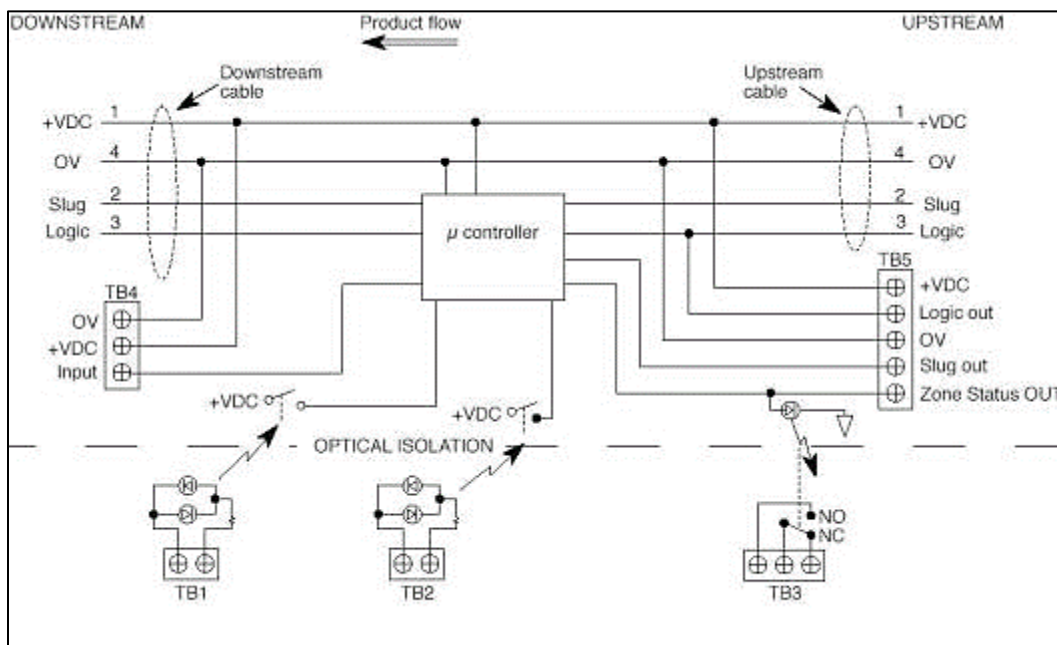 DOWNSTREAM
Product flow
UPSTREAM
Downstream
cable
Upstream
cable
+VDC 1
1 +VDC
OV 4
4 OV
Slug 2
2 Slug
Logic 3
3 Logic
µ controller
TB4
OV
+VDC
Input
TB5
+VDC
Logic out
OV
Slug out
Zone Status OUT
+VDC
+VDC
OPTICAL ISOLATION
NO
NC
TB1
TB2
TB3